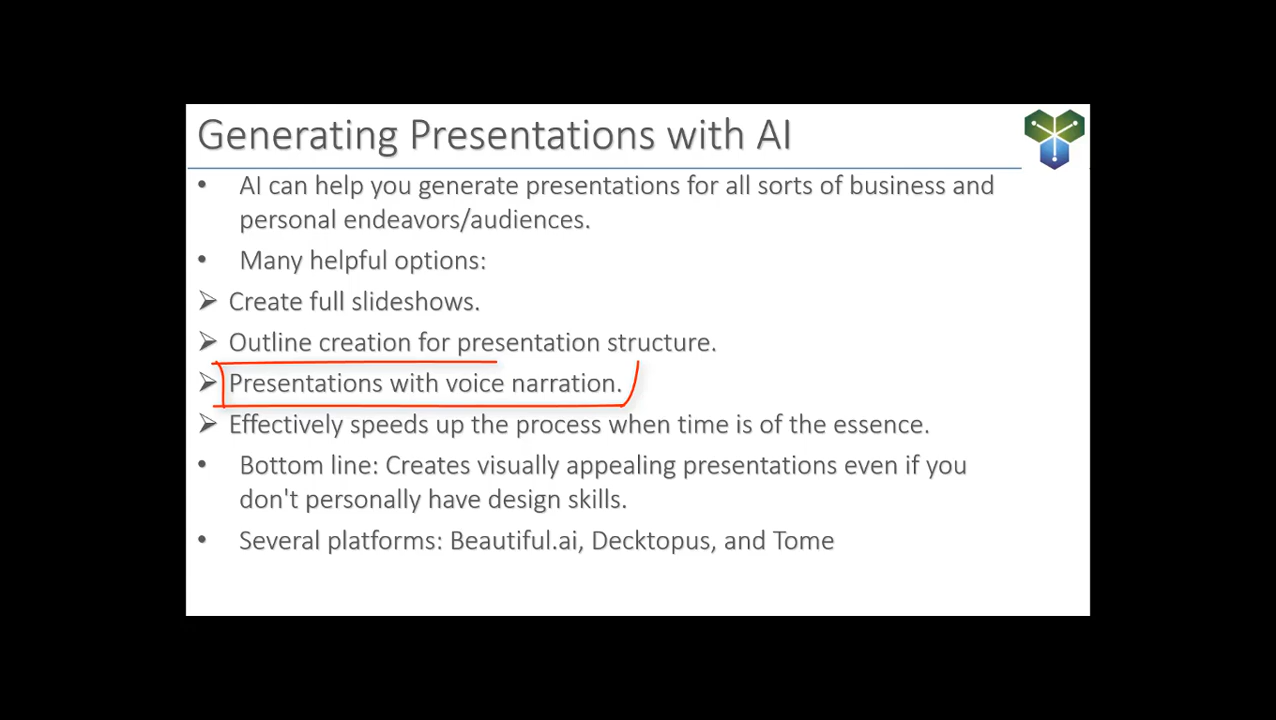 Generating Presentations with AI
• AI can help you generate presentations for all sorts of business and
personal endeavors/audiences.
• Many helpful options:
➢ Create full slideshows.
➢ Outline creation for presentation structure.
➢ Presentations with voice narration.
➢ Effectively speeds up the process when time is of the essence.
• Bottom line: Creates visually appealing presentations even if you
don't personally have design skills.
• Several platforms: Beautiful.ai, Decktopus, and Tome